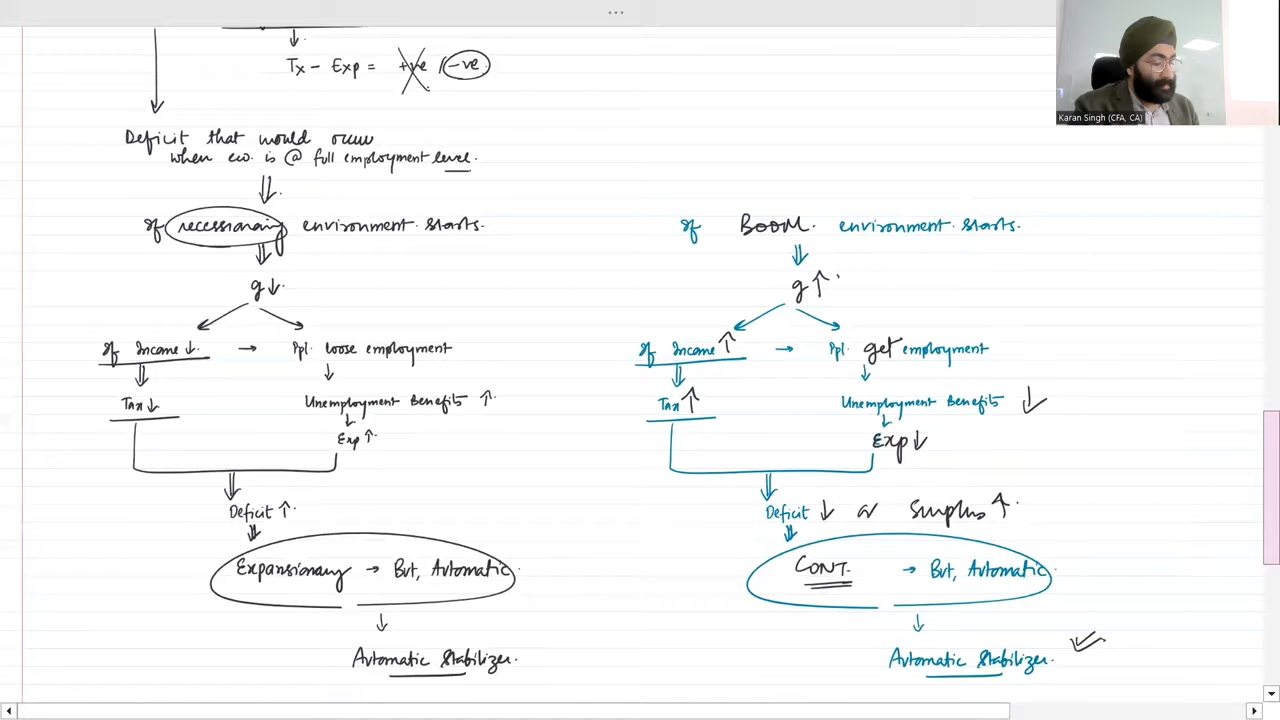 Tx - Exp = +ve / -ve
Karan Singh (CFA, CA)
Deficit that would occur
when eco. is @ full employment level.
If recessionary environment starts.
g↓.
If Income ↓. → Ppl. loose employment
Tax ↓
Unemployment Benefits ↑.
Exp ↑.
Deficit ↑.
Expansionary → But, Automatic
Automatic Stabilizer.
If BOOM. environment starts.
g↑.
If Income ↑ → Ppl. get employment
Tax ↑
Unemployment Benefits ↓
Exp↓
Deficit ↓ or Surplus ↑.
CONT. → But, Automatic
Automatic Stabilizer.